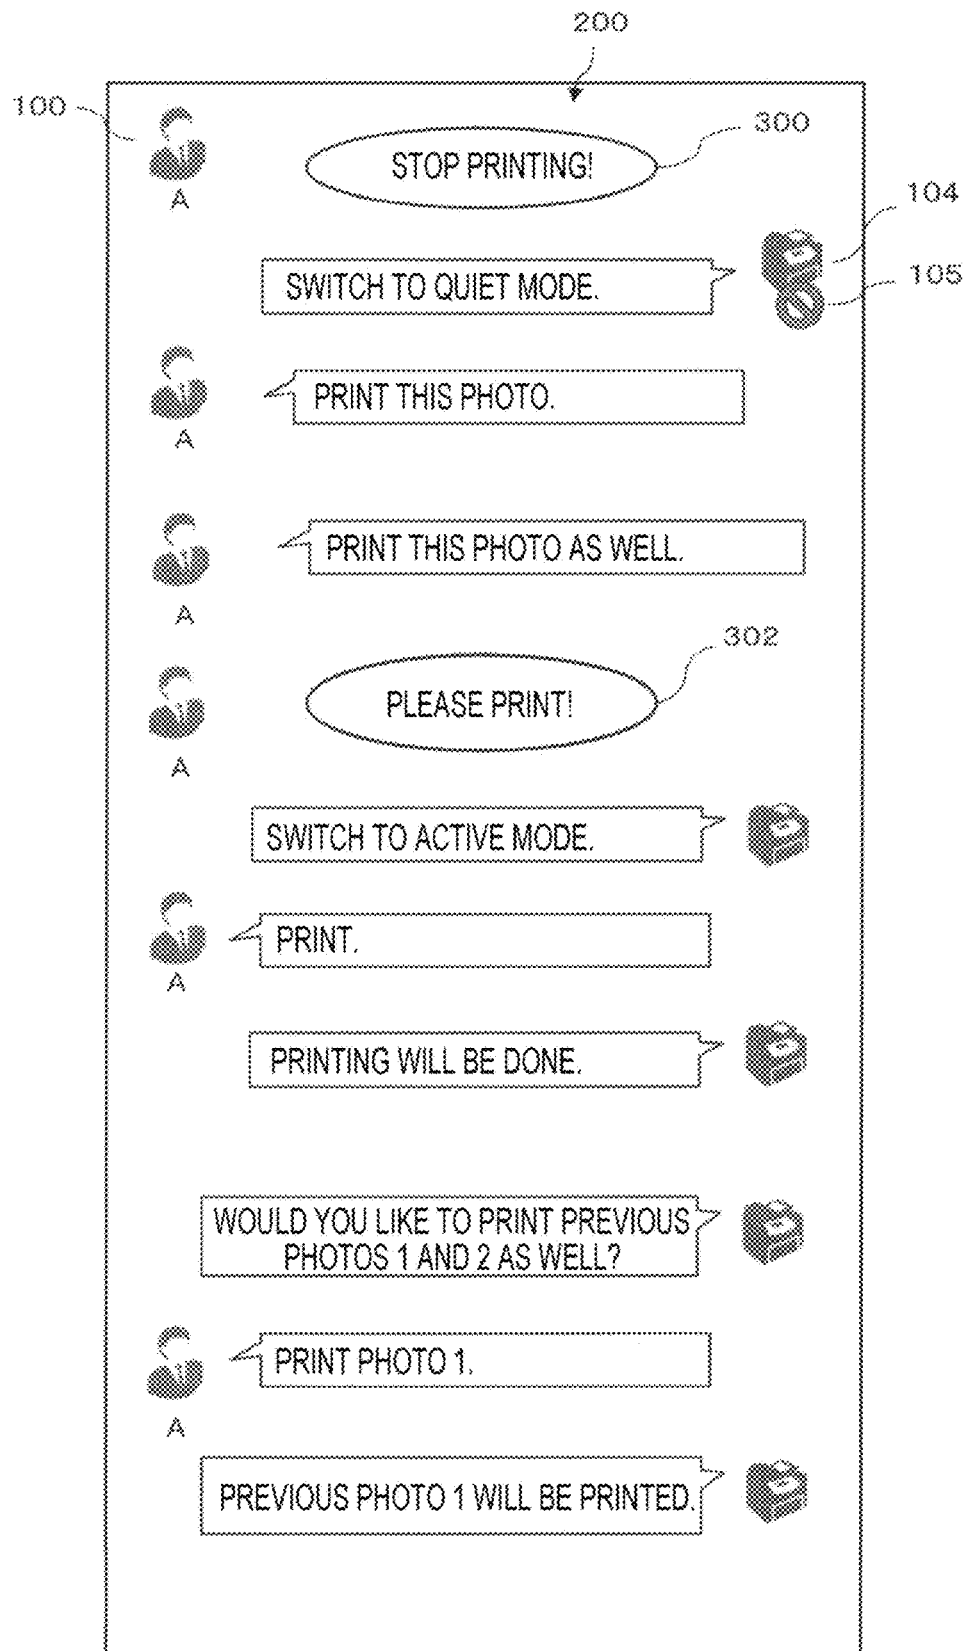 200
100
300
STOP PRINTING!
A
104
SWITCH TO QUIET MODE.
105
PRINT THIS PHOTO.
A
PRINT THIS PHOTO AS WELL.
A
302
PLEASE PRINT!
A
SWITCH TO ACTIVE MODE.
PRINT.
A
PRINTING WILL BE DONE.
WOULD YOU LIKE TO PRINT PREVIOUS
PHOTOS 1 AND 2 AS WELL?
PRINT PHOTO 1.
A
PREVIOUS PHOTO 1 WILL BE PRINTED.